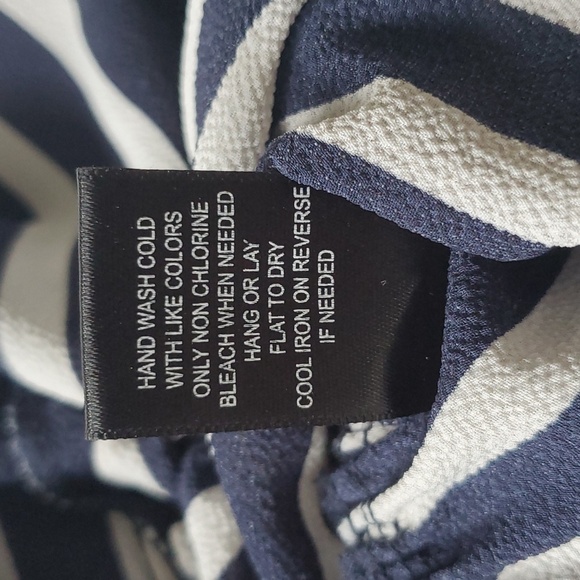 HAND WASH COLD
WITH LIKE COLORS
ONLY NON CHLORINE
BLEACH WHEN NEEDED
HANG OR LAY
FLAT TO DRY
COOL IRON ON REVERSE
IF NEEDED